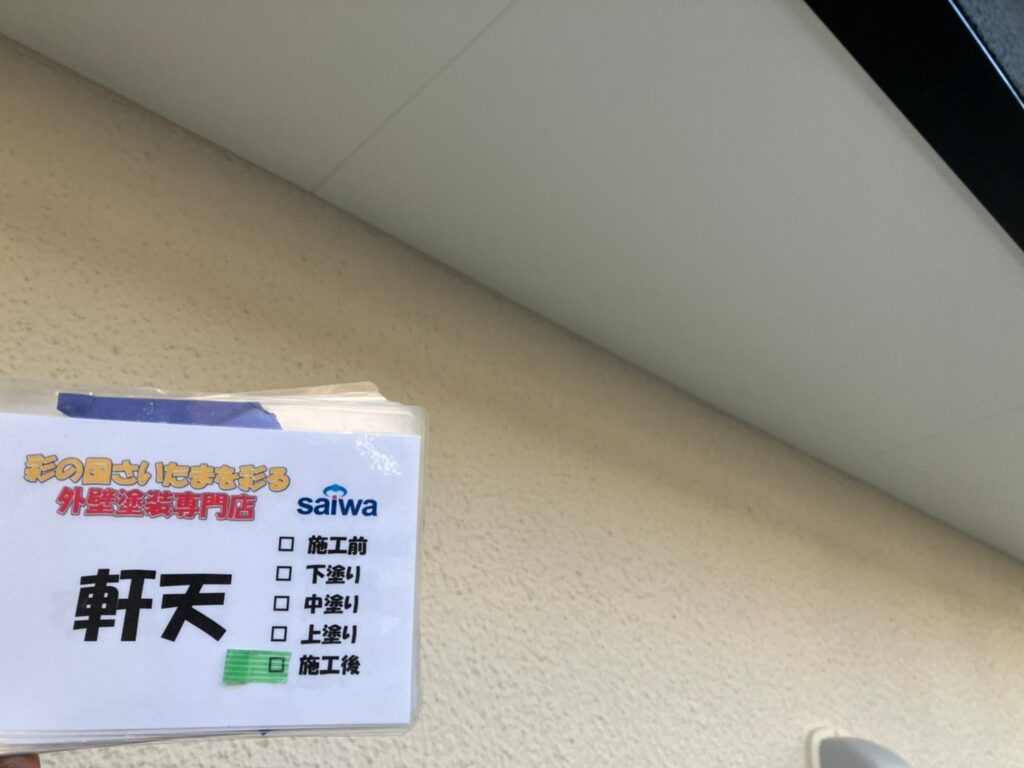 彩の国さいたまを彩る
外壁塗装専門店
saiwa
軒天
□ 施工前
□ 下塗り
□ 中塗り
□ 上塗り
□ 施工後